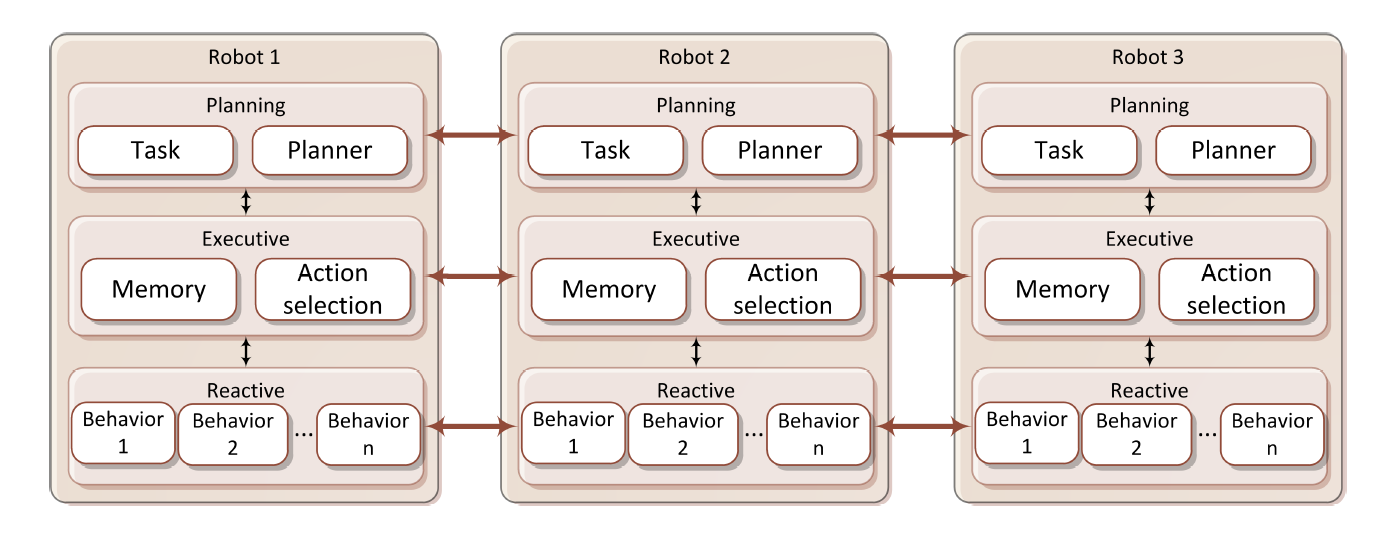 Robot 1
Planning
Task
Planner
Executive
Memory
Action
selection
Reactive
Behavior
1
Behavior
2
...
Behavior
n
Robot 2
Planning
Task
Planner
Executive
Memory
Action
selection
Reactive
Behavior
1
Behavior
2
...
Behavior
n
Robot 3
Planning
Task
Planner
Executive
Memory
Action
selection
Reactive
Behavior
1
Behavior
2
...
Behavior
n